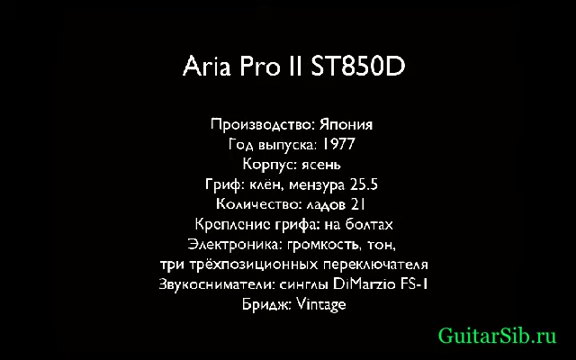 Aria Pro II ST850D
Производство: Япония
Год выпуска: 1977
Корпус: ясень
Гриф: клён, мензура 25.5
Количество: ладов 21
Крепление грифа: на болтах
Электроника: громкость, тон,
три трёхпозиционных переключателя
Звукосниматели: синглы DiMarzio FS-1
Бридж: Vintage
GuitarSib.ru